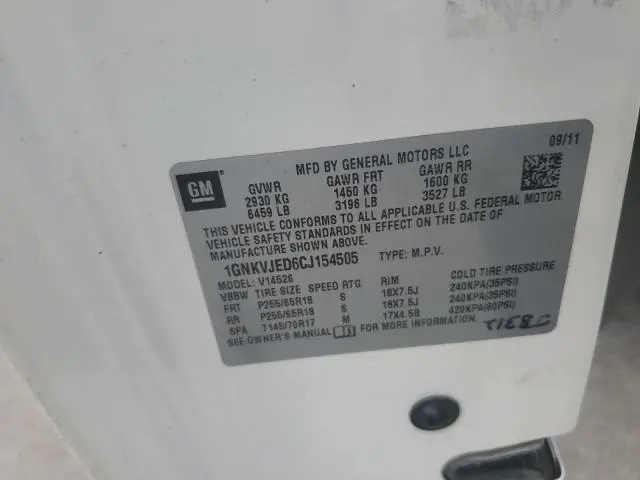 GM
MFD BY GENERAL MOTORS LLC
09/11
GVWR GAWR FRT GAWR RR
2930 KG 1450 KG 1600 KG
6459 LB 3196 LB 3527 LB
THIS VEHICLE CONFORMS TO ALL APPLICABLE U.S. FEDERAL MOTOR
VEHICLE SAFETY STANDARDS IN EFFECT ON THE DATE OF
MANUFACTURE SHOWN ABOVE.
1GNKVJED6CJ154505 TYPE: M.P.V.
MODEL: V14526
VBBW TIRE SIZE SPEED RTG RIM COLD TIRE PRESSURE
FRT P255/65R18 S 18X7.5J 240KPA(35PSI)
RR P255/65R18 S 18X7.5J 240KPA(35PSI)
SPA T145/70R17 M 17X4.5B 420KPA(60PSI)
SEE OWNER'S MANUAL FOR MORE INFORMATION.